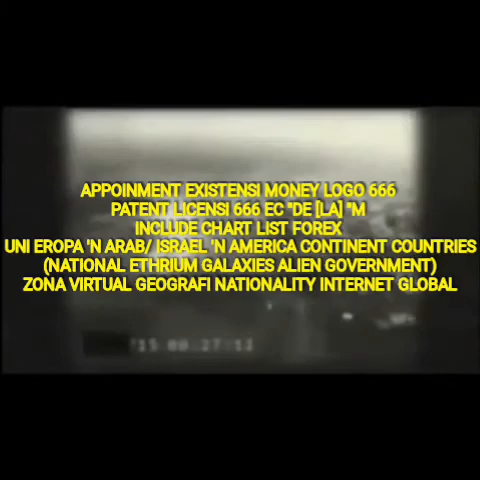 APPOINMENT EXISTENSI MONEY LOGO 666
PATENT LICENSI 666 EC "DE [LA] "M
INCLUDE CHART LIST FOREX
UNI EROPA 'N ARAB/ ISRAEL 'N AMERICA CONTINENT COUNTRIES
(NATIONAL ETHRIUM GALAXIES ALIEN GOVERNMENT)
ZONA VIRTUAL GEOGRAFI NATIONALITY INTERNET GLOBAL